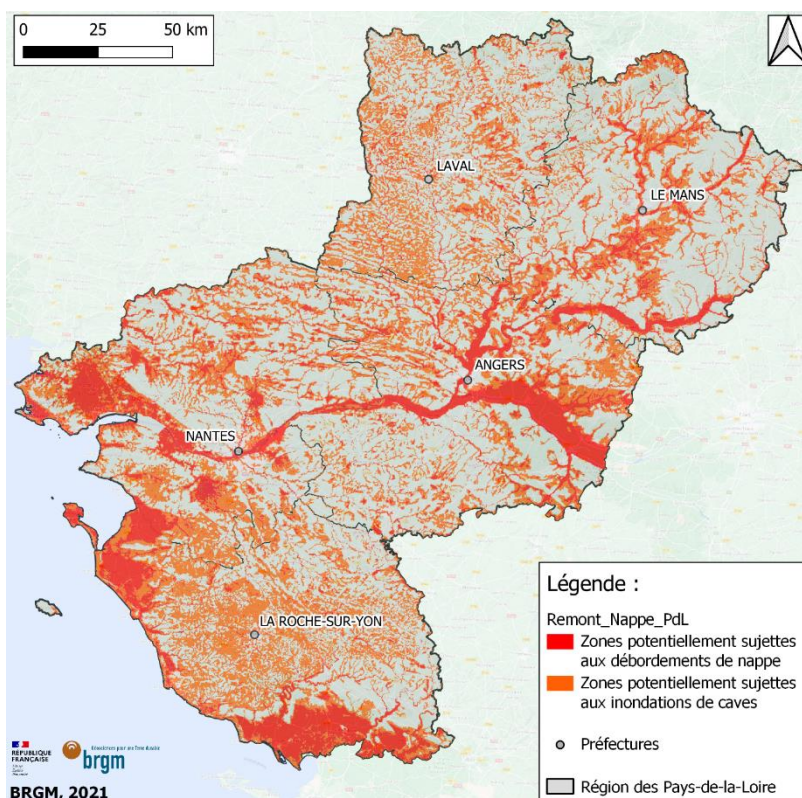 0 25 50 km
LAVAL
LE MANS
ANGERS
NANTES
LA ROCHE-SUR-YON
Légende :
Remont_Nappe_PdL
Zones potentiellement sujettes
aux débordements de nappe
Zones potentiellement sujettes
aux inondations de caves
Préfectures
Région des Pays-de-la-Loire
RÉPUBLIQUE
FRANÇAISE
brgm
BRGM, 2021